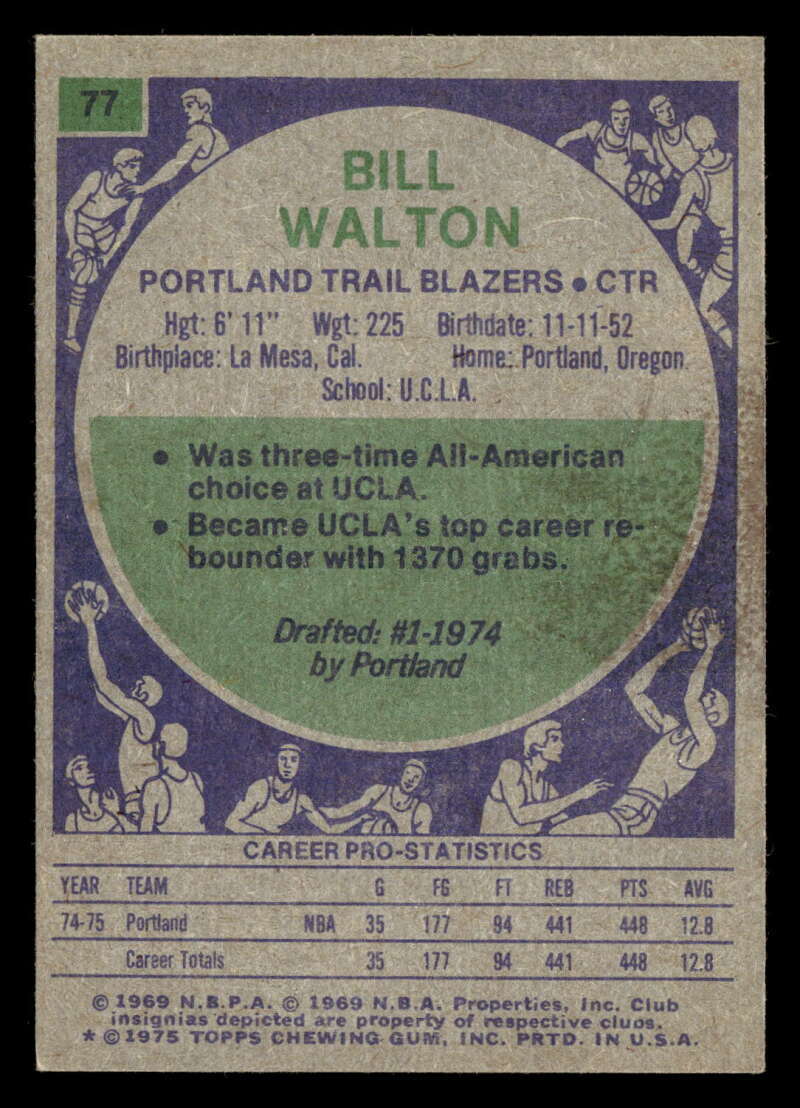 77
BILL
WALTON
PORTLAND TRAIL BLAZERS • CTR
Hgt: 6' 11" Wgt: 225 Birthdate: 11-11-52
Birthplace: La Mesa, Cal. Home: Portland, Oregon
School: U.C.L.A.
• Was three-time All-American
choice at UCLA.
• Became UCLA's top career re-
bounder with 1370 grabs.
Drafted: #1-1974
by Portland
CAREER PRO-STATISTICS
YEAR TEAM G FG FT REB PTS AVG
74-75 Portland NBA 35 177 94 441 448 12.8
Career Totals 35 177 94 441 448 12.8
© 1969 N.B.P.A. © 1969 N.B.A. Properties, Inc. Club
insignias depicted are property of respective clubs.
* © 1975 TOPPS CHEWING GUM, INC. PRTD. IN U.S.A.